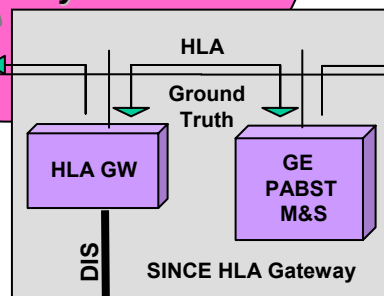 HLA
Ground
Truth
HLA GW
GE
PABST
M&S
DIS
SINCE HLA Gateway